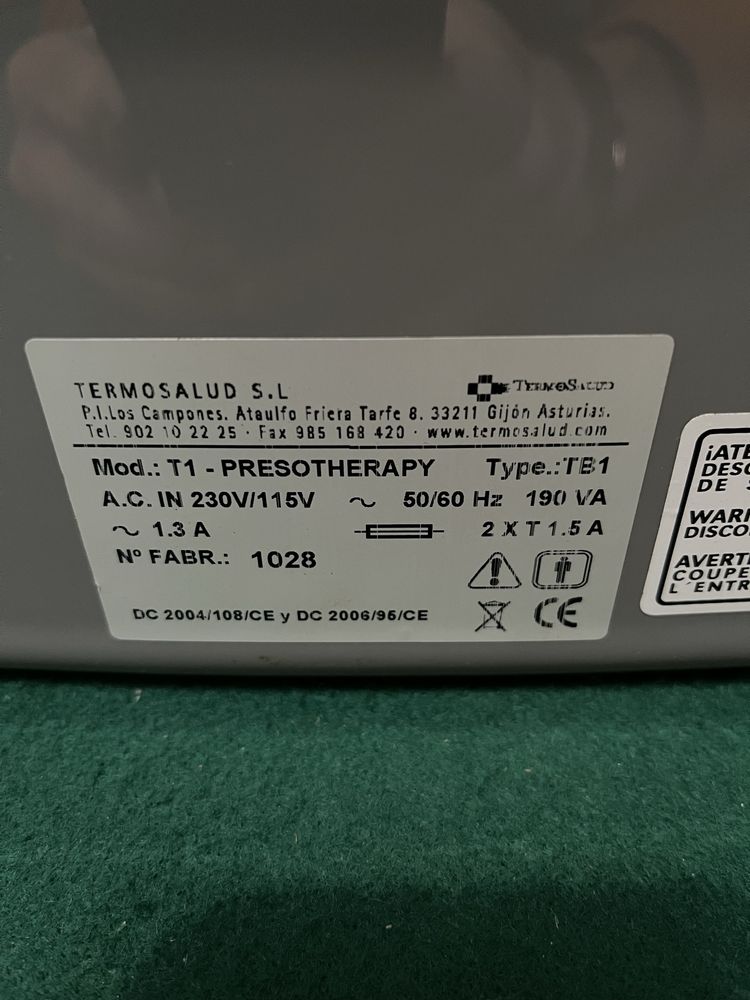 TERMOSALUD S.L
TERMOSALUD
P.I.Los Campones. Ataulfo Friera Tarfe 8. 33211 Gijón Asturias.
Tel. 902 10 22 25 · Fax 985 168 420 · www.termosalud.com
Mod.: T1 - PRESOTHERAPY Type.:TB1
A.C. IN 230V/115V ~ 50/60 Hz 190 VA
~ 1.3 A 2 X T 1.5 A
Nº FABR.: 1028
DC 2004/108/CE y DC 2006/95/CE CE
¡ATE
DESC
DE
WARI
DISCO
AVERTI
COUPE
L'ENTR